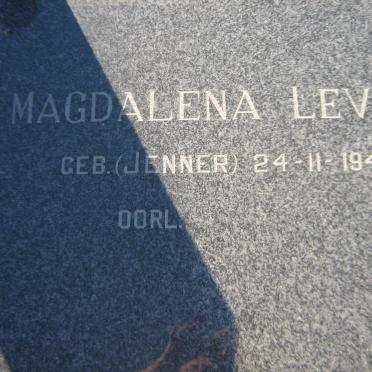 MAGDALENA LEV
GEB. (JENNER) 24-11-194
OORL.